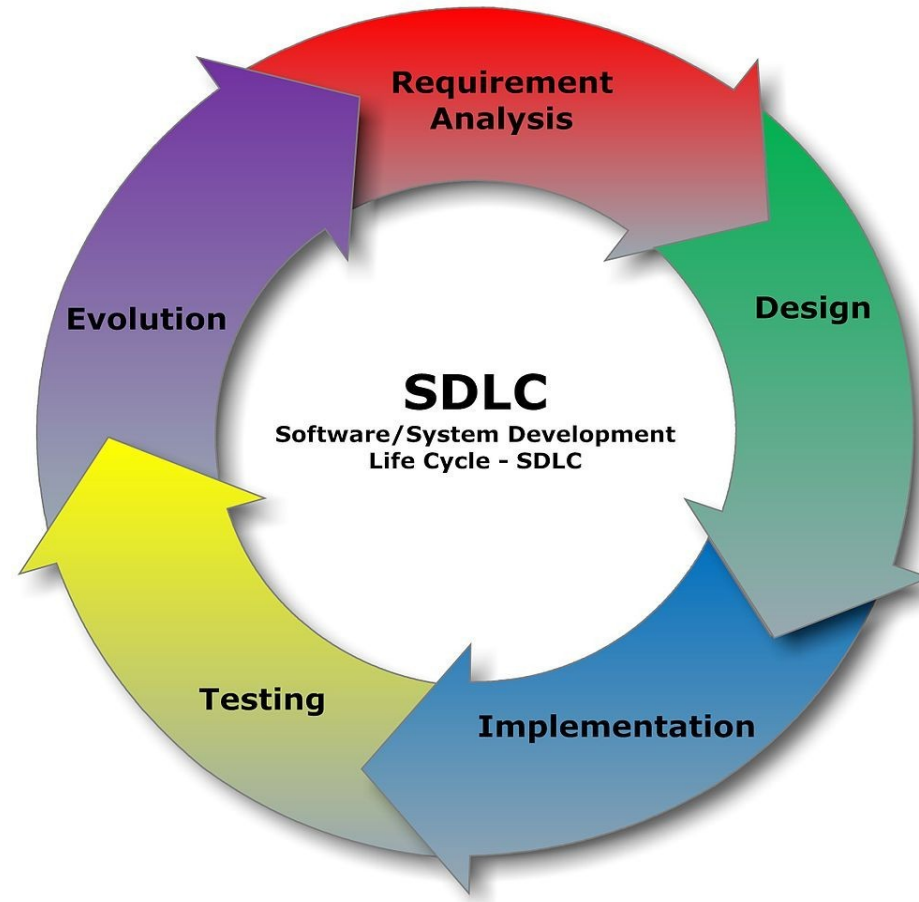 Requirement
Analysis
Design
Evolution
SDLC
Software/System Development
Life Cycle - SDLC
Testing
Implementation